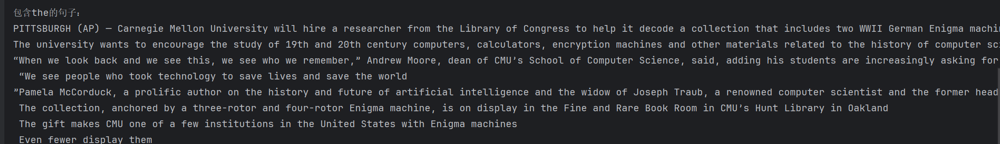 包含the的句子：
PITTSBURGH (AP) — Carnegie Mellon University will hire a researcher from the Library of Congress to help it decode a collection that includes two WWII German Enigma
The university wants to encourage the study of 19th and 20th century computers, calculators, encryption machines and other materials related to the history of computer
“When we look back and we see this, we see who we remember,” Andrew Moore, dean of CMU’s School of Computer Science, said, adding his students are increasingly asking for
“We see people who took technology to save lives and save the world
”Pamela McCorduck, a prolific author on the history and future of artificial intelligence and the widow of Joseph Traub, a renowned computer scientist and the former head
The collection, anchored by a three-rotor and four-rotor Enigma machine, is on display in the Fine and Rare Book Room in CMU’s Hunt Library in Oakland
The gift makes CMU one of a few institutions in the United States with Enigma machines
Even fewer display them